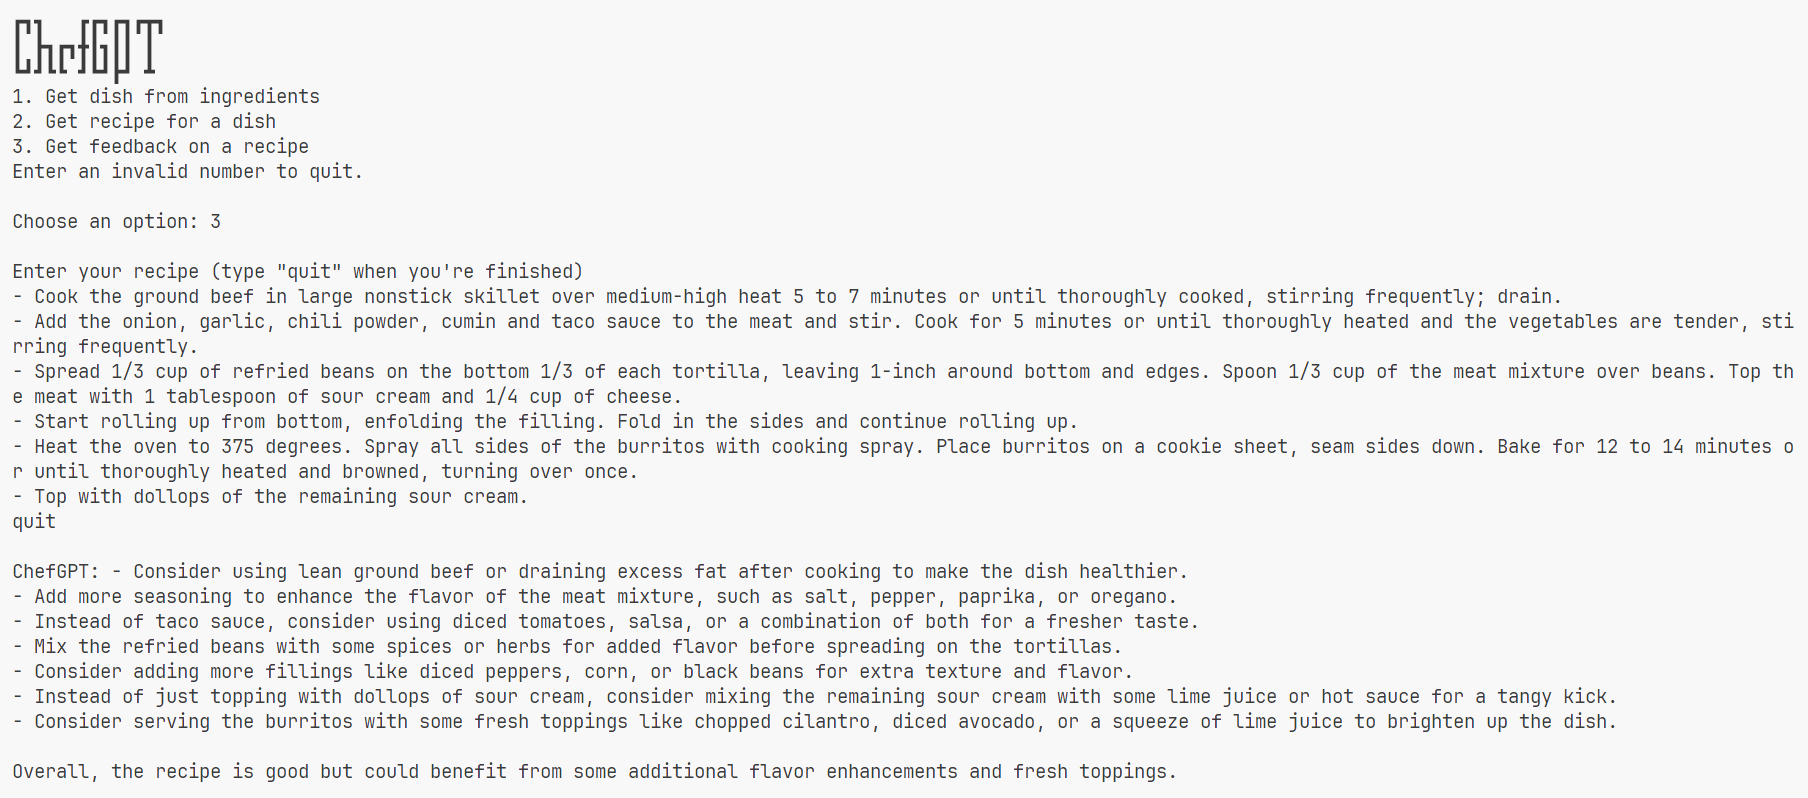 ChefGPT
1. Get dish from ingredients
2. Get recipe for a dish
3. Get feedback on a recipe
Enter an invalid number to quit.
Choose an option: 3
Enter your recipe (type "quit" when you're finished)
- Cook the ground beef in large nonstick skillet over medium-high heat 5 to 7 minutes or until thoroughly cooked, stirring frequently; drain.
- Add the onion, garlic, chili powder, cumin and taco sauce to the meat and stir. Cook for 5 minutes or until thoroughly heated and the vegetables are tender, sti
rring frequently.
- Spread 1/3 cup of refried beans on the bottom 1/3 of each tortilla, leaving 1-inch around bottom and edges. Spoon 1/3 cup of the meat mixture over beans. Top th
e meat with 1 tablespoon of sour cream and 1/4 cup of cheese.
- Start rolling up from bottom, enfolding the filling. Fold in the sides and continue rolling up.
- Heat the oven to 375 degrees. Spray all sides of the burritos with cooking spray. Place burritos on a cookie sheet, seam sides down. Bake for 12 to 14 minutes o
r until thoroughly heated and browned, turning over once.
- Top with dollops of the remaining sour cream.
quit
ChefGPT: - Consider using lean ground beef or draining excess fat after cooking to make the dish healthier.
- Add more seasoning to enhance the flavor of the meat mixture, such as salt, pepper, paprika, or oregano.
- Instead of taco sauce, consider using diced tomatoes, salsa, or a combination of both for a fresher taste.
- Mix the refried beans with some spices or herbs for added flavor before spreading on the tortillas.
- Consider adding more fillings like diced peppers, corn, or black beans for extra texture and flavor.
- Instead of just topping with dollops of sour cream, consider mixing the remaining sour cream with some lime juice or hot sauce for a tangy kick.
- Consider serving the burritos with some fresh toppings like chopped cilantro, diced avocado, or a squeeze of lime juice to brighten up the dish.
Overall, the recipe is good but could benefit from some additional flavor enhancements and fresh toppings.